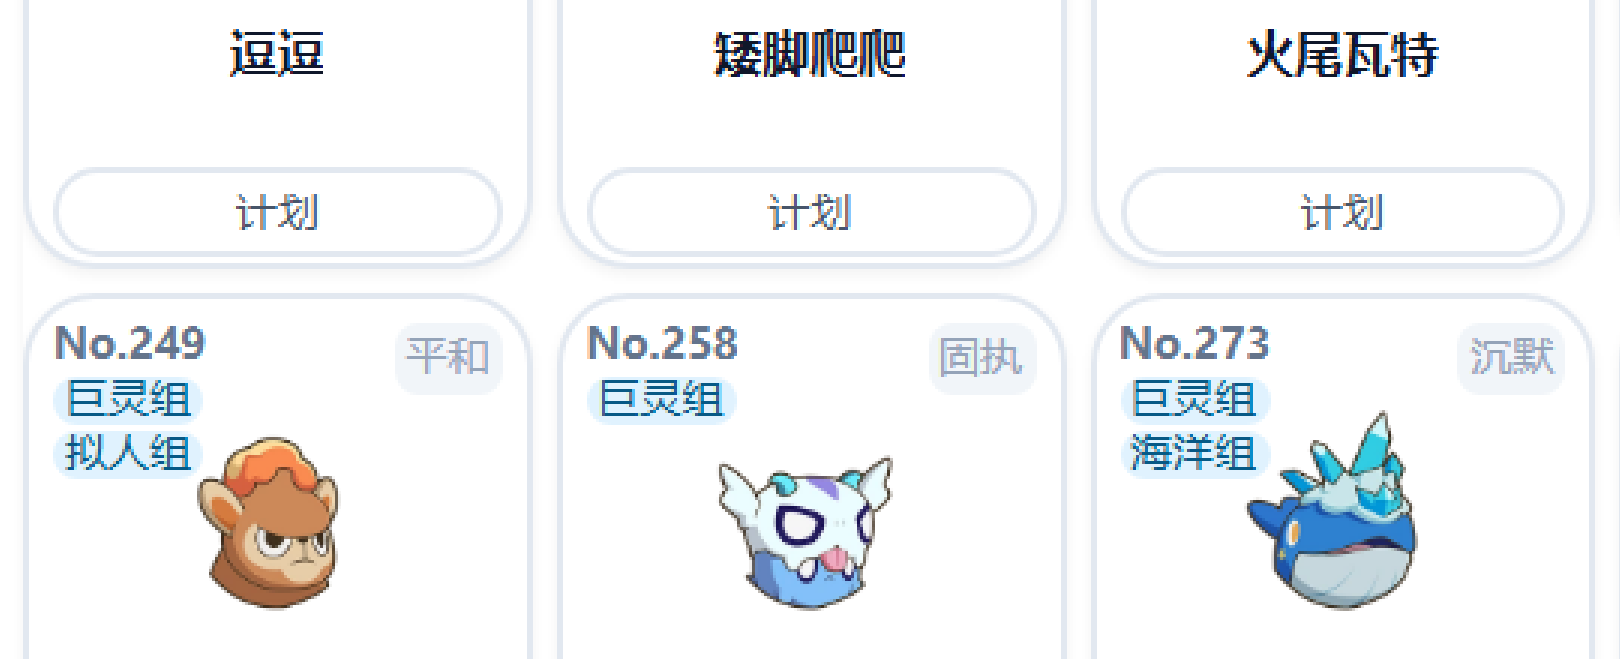 逗逗
矮脚爬爬
火尾瓦特
计划
计划
计划
No.249
平和
巨灵组
拟人组
No.258
固执
巨灵组
No.273
沉默
巨灵组
海洋组